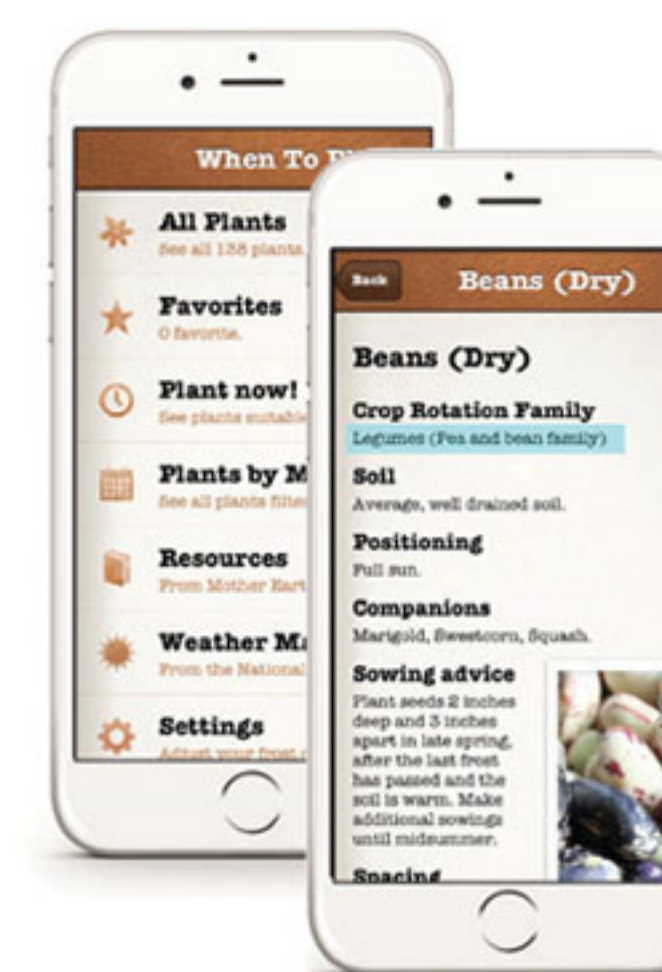 When To
All Plants
See all 138 plants.
Favorites
0 favorite.
Plant now!
See plants suitable
Plants by M
See all plants filte
Resources
From Mother Eart
Weather Ma
From the National
Settings
Adjust your frost
Back
Beans (Dry)
Beans (Dry)
Crop Rotation Family
Legumes (Pea and bean family)
Soil
Average, well drained soil.
Positioning
Full sun.
Companions
Marigold, Sweetcorn, Squash.
Sowing advice
Plant seeds 2 inches
deep and 3 inches
apart in late spring,
after the last frost
has passed and the
soil is warm. Make
additional sowings
until midsummer.
Spacing